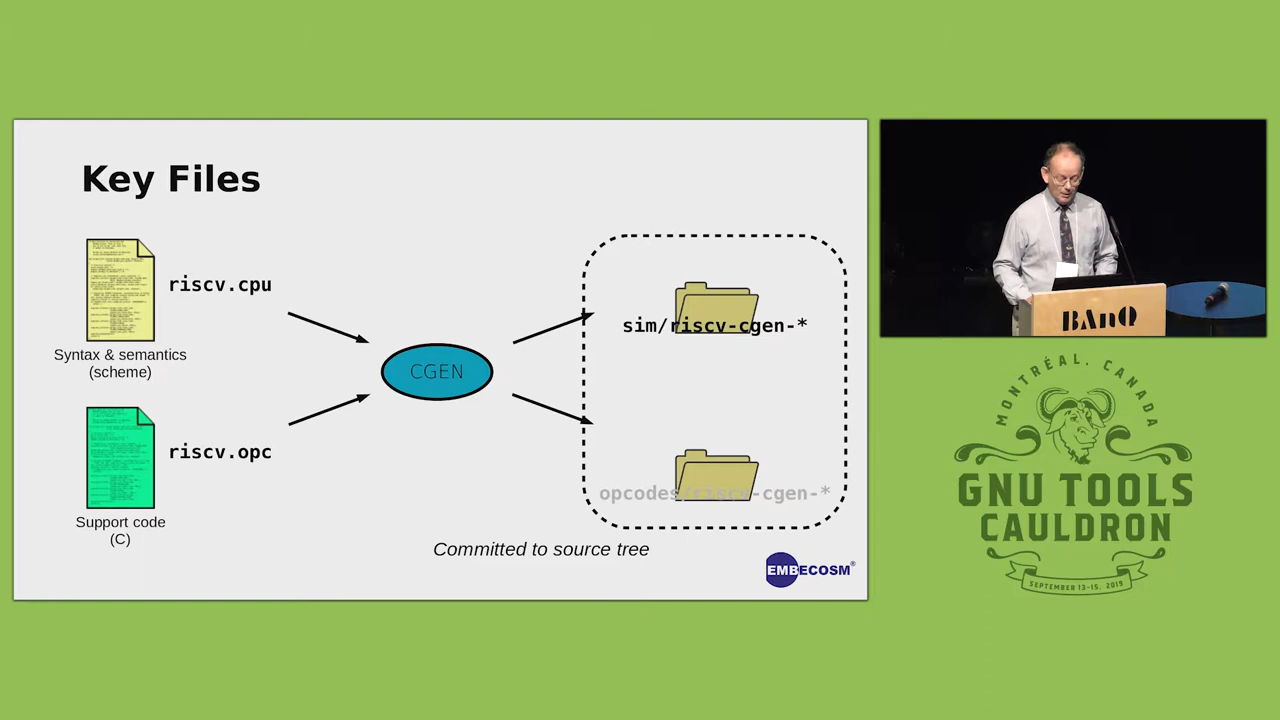 Key Files
riscv.cpu
Syntax & semantics
(scheme)
riscv.opc
Support code
(C)
CGEN
sim/riscv-cgen-*
opcodes/riscv-cgen-*
Committed to source tree
EMBECOSM®
BAnQ
MONTRÉAL, CANADA
GNU TOOLS
CAULDRON
SEPTEMBER 13-15, 2019